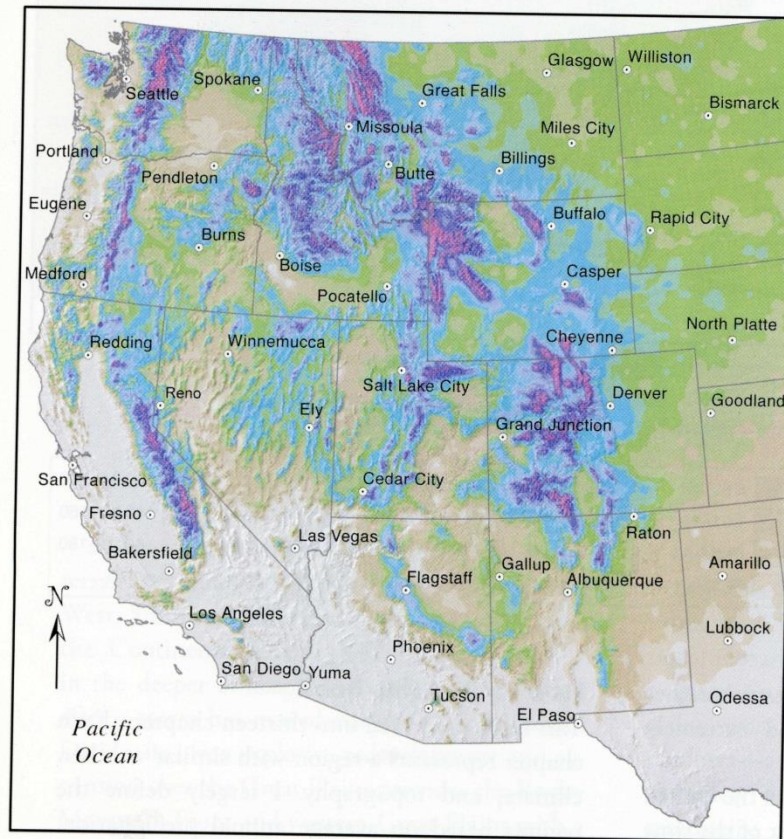 Glasgow
Williston
Seattle
Spokane
Great Falls
Bismarck
Missoula
Miles City
Portland
Pendleton
Butte
Billings
Eugene
Burns
Buffalo
Rapid City
Boise
Medford
Pocatello
Casper
Redding
Winnemucca
Cheyenne
North Platte
Salt Lake City
Reno
Ely
Denver
Goodland
Grand Junction
San Francisco
Cedar City
Fresno
Las Vegas
Raton
Bakersfield
Flagstaff
Gallup
Albuquerque
Amarillo
N
Los Angeles
Lubbock
Phoenix
San Diego
Yuma
Tucson
El Paso
Odessa
Pacific
Ocean